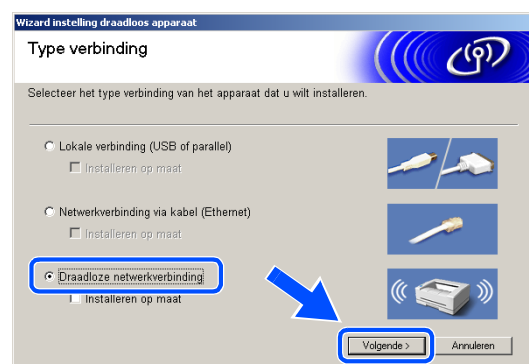 Wizard instelling draadloos apparaat
Type verbinding
Selecteer het type verbinding van het apparaat dat u wilt installeren.
Lokale verbinding (USB of parallel)
Installeren op maat
Netwerkverbinding via kabel (Ethernet)
Installeren op maat
Draadloze netwerkverbinding
Installeren op maat
Volgende >
Annuleren